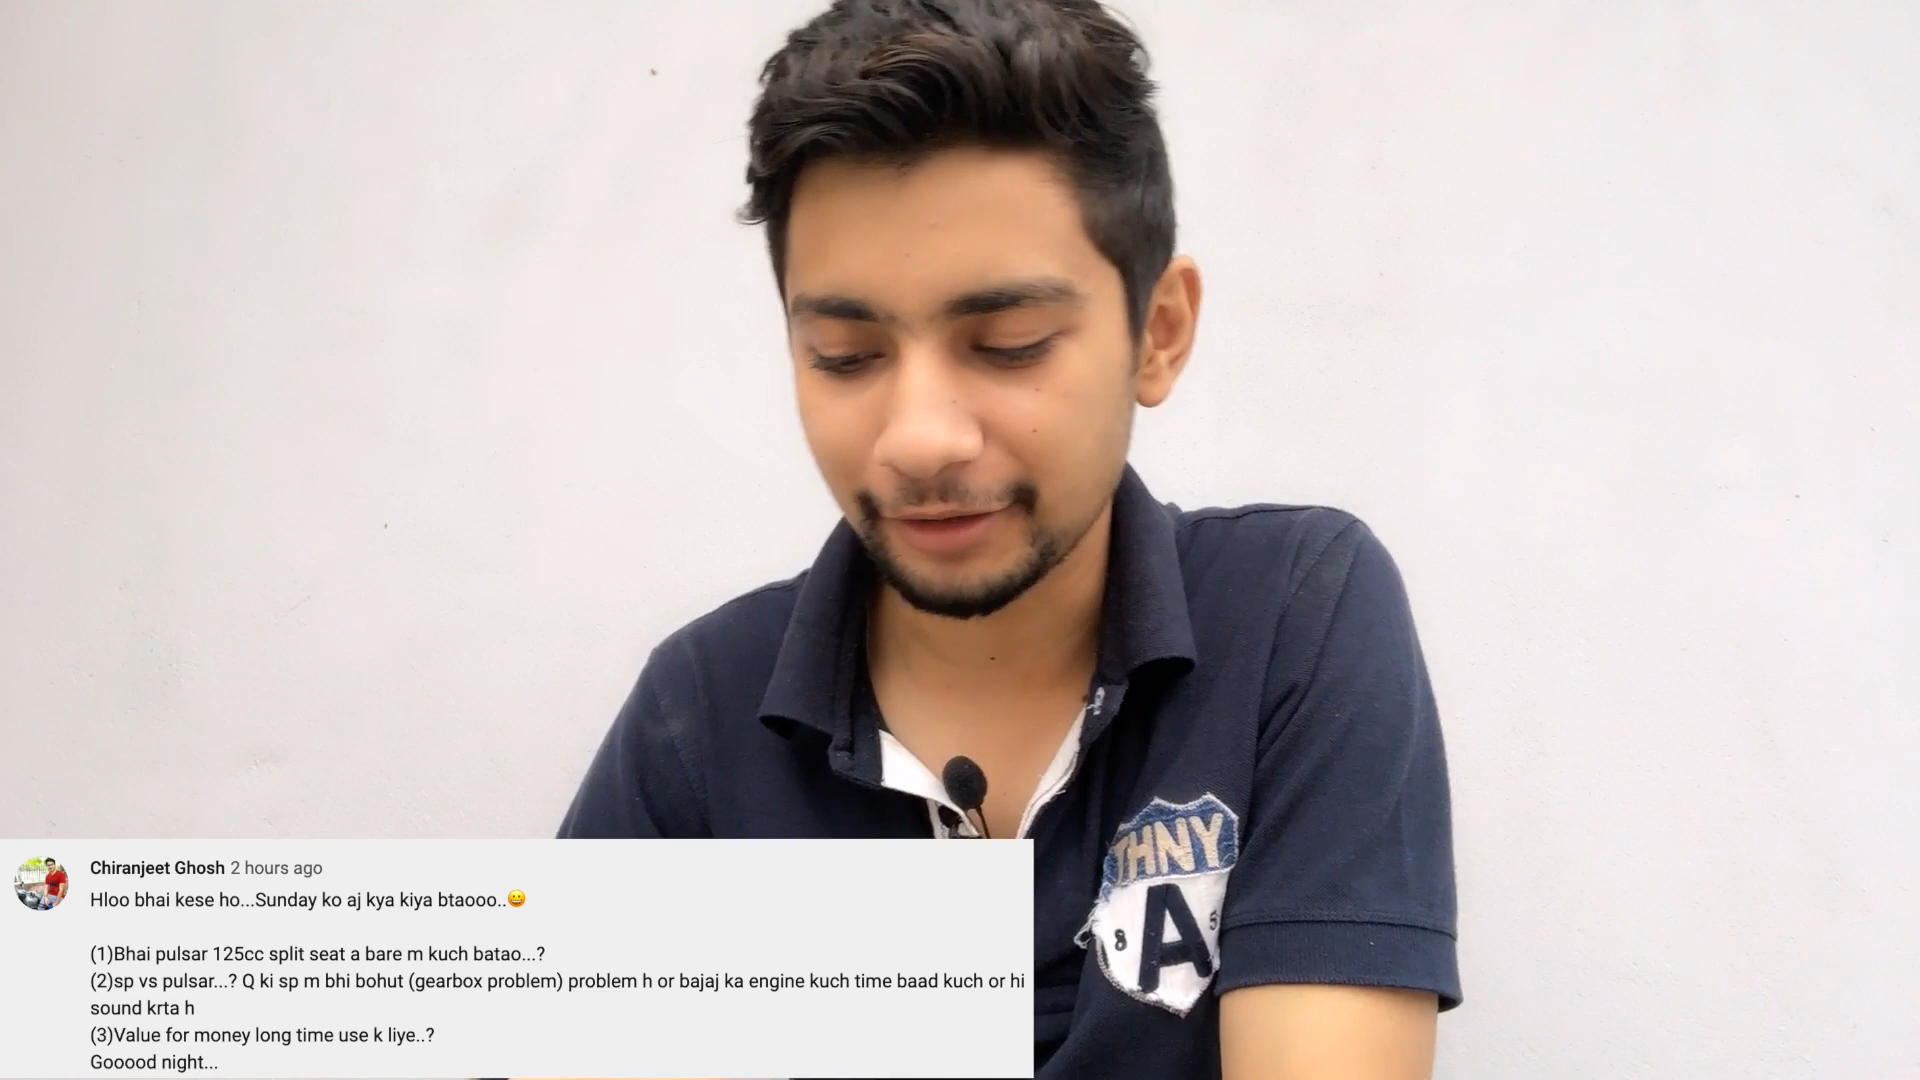 THNY
8 A 5
Chiranjeet Ghosh 2 hours ago
Hloo bhai kese ho...Sunday ko aj kya kiya btaooo..😀
(1)Bhai pulsar 125cc split seat a bare m kuch batao...?
(2)sp vs pulsar...? Q ki sp m bhi bohut (gearbox problem) problem h or bajaj ka engine kuch time baad kuch or hi
sound krta h
(3)Value for money long time use k liye..?
Gooood night...